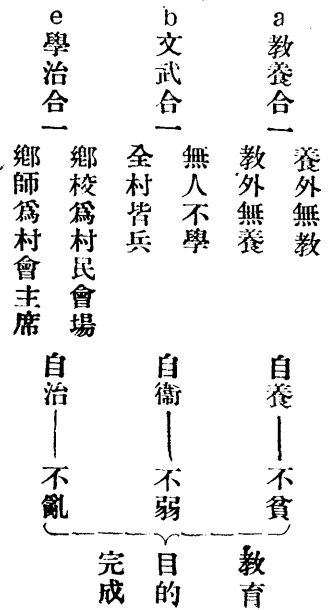 a 教養合一
養外無教
教外無養
自養——不貧
b 文武合一
無人不學
全村皆兵
自衞——不弱
e 學治合一
鄉校爲村民會場
鄉師爲村會主席
自治——不亂
教育
目的
完成